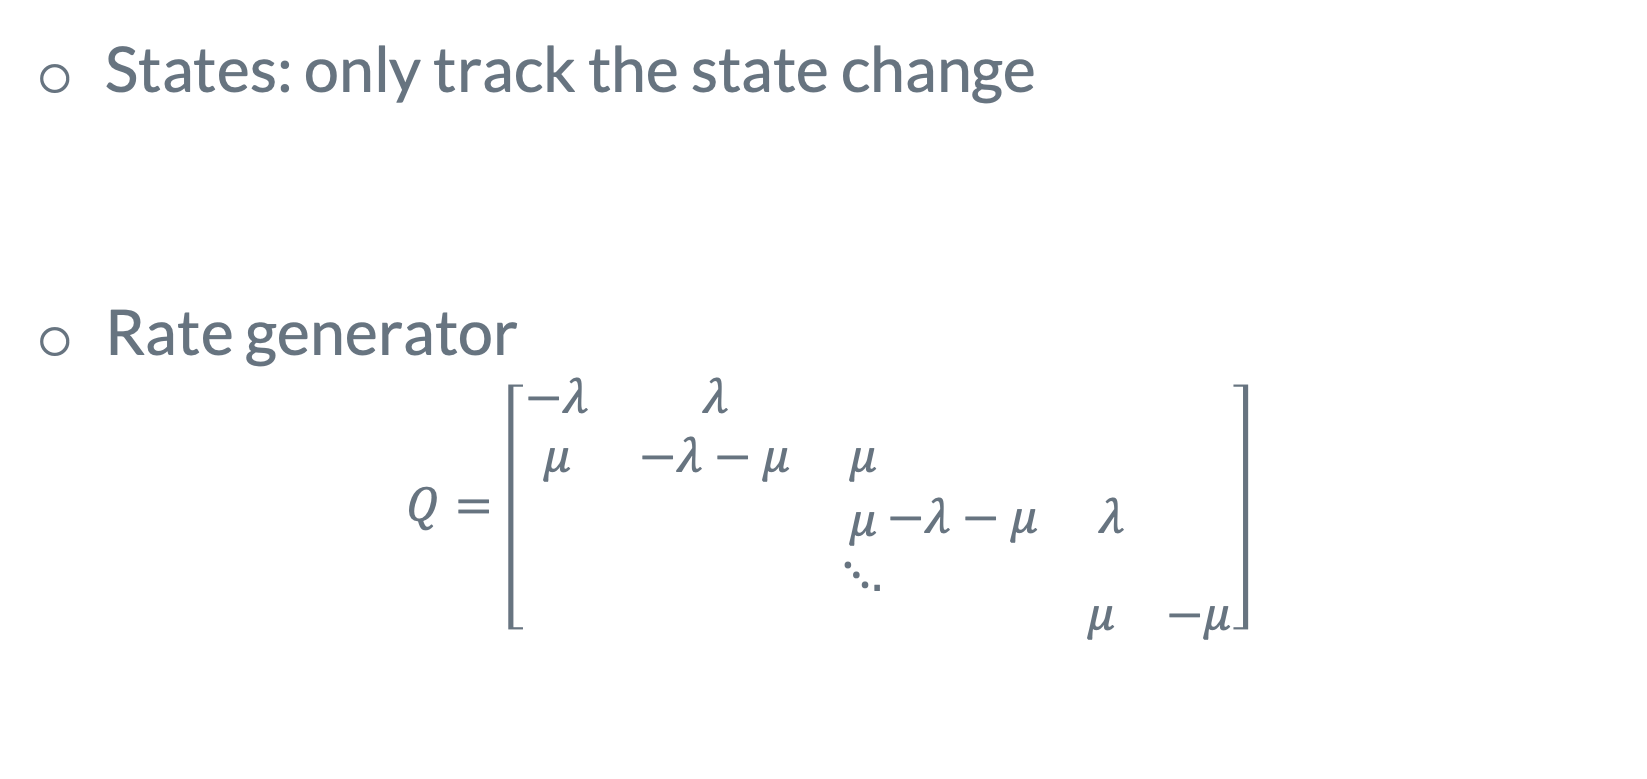 ○ States: only track the state change
○ Rate generator
−λ λ
μ −λ − μ μ
Q =
μ −λ − μ λ
⋱
μ −μ